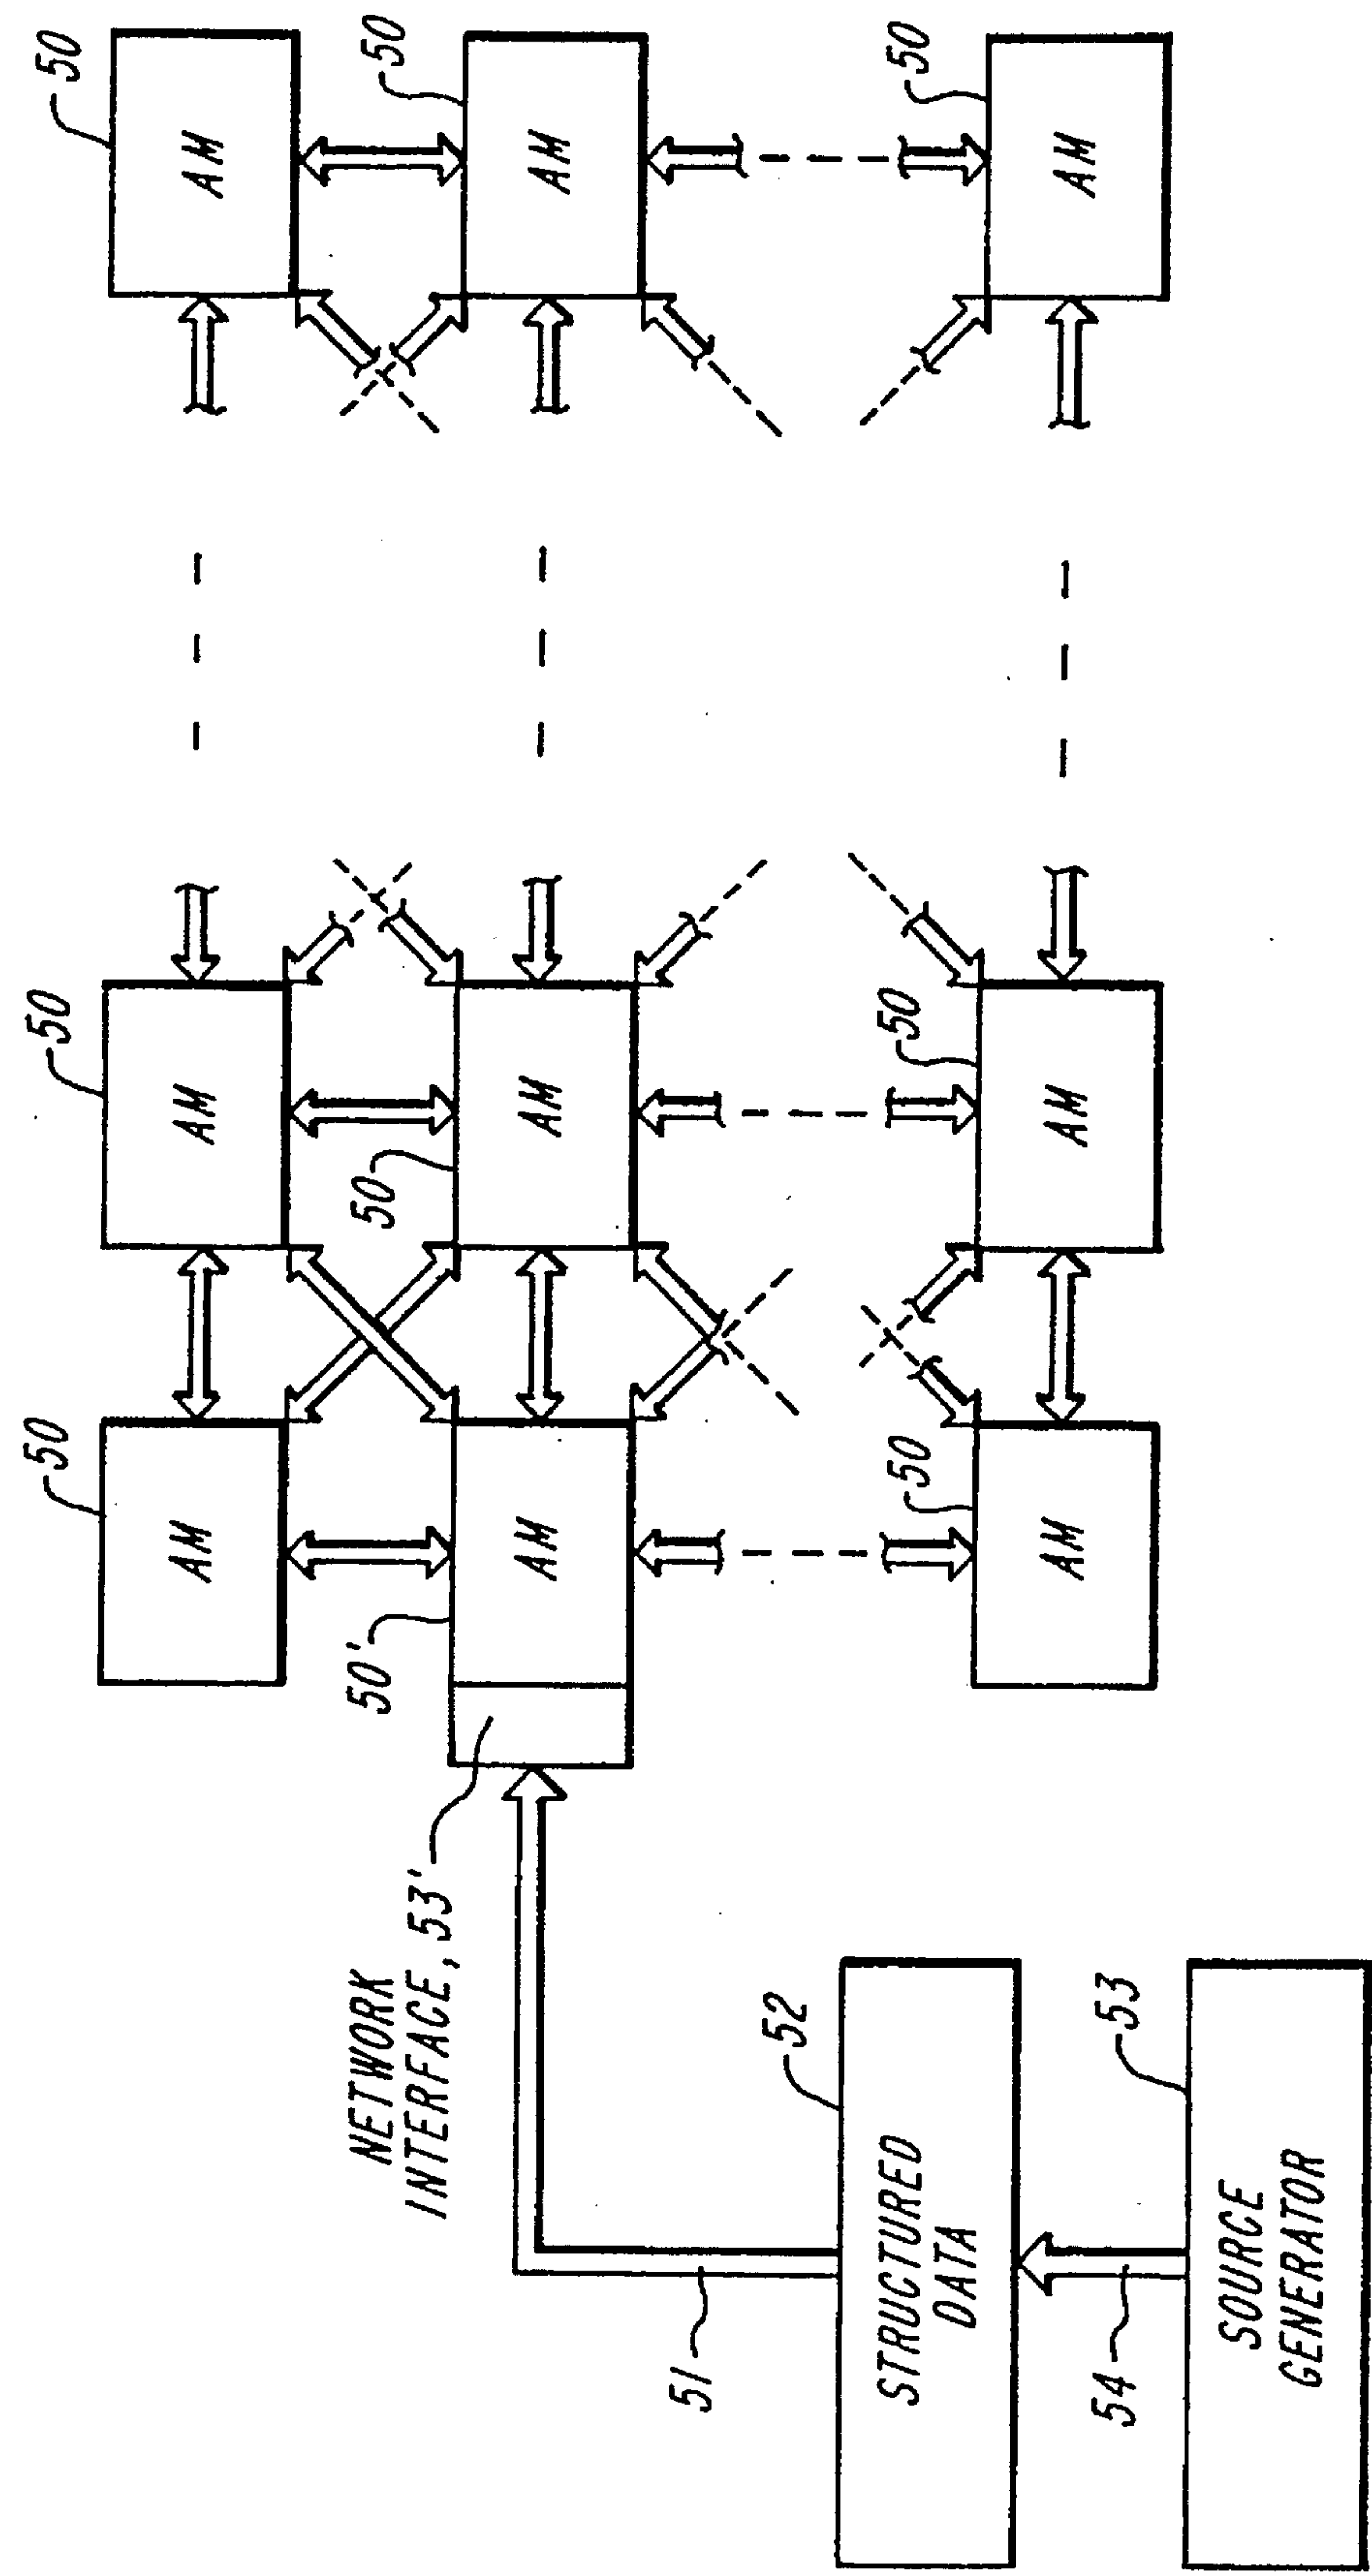 50 50 50
AM AM AM
NETWORK
INTERFACE, 53'
50' 50 50
AM AM AM
51
52
STRUCTURED
DATA
50 50 50
AM AM AM
54
53
SOURCE
GENERATOR